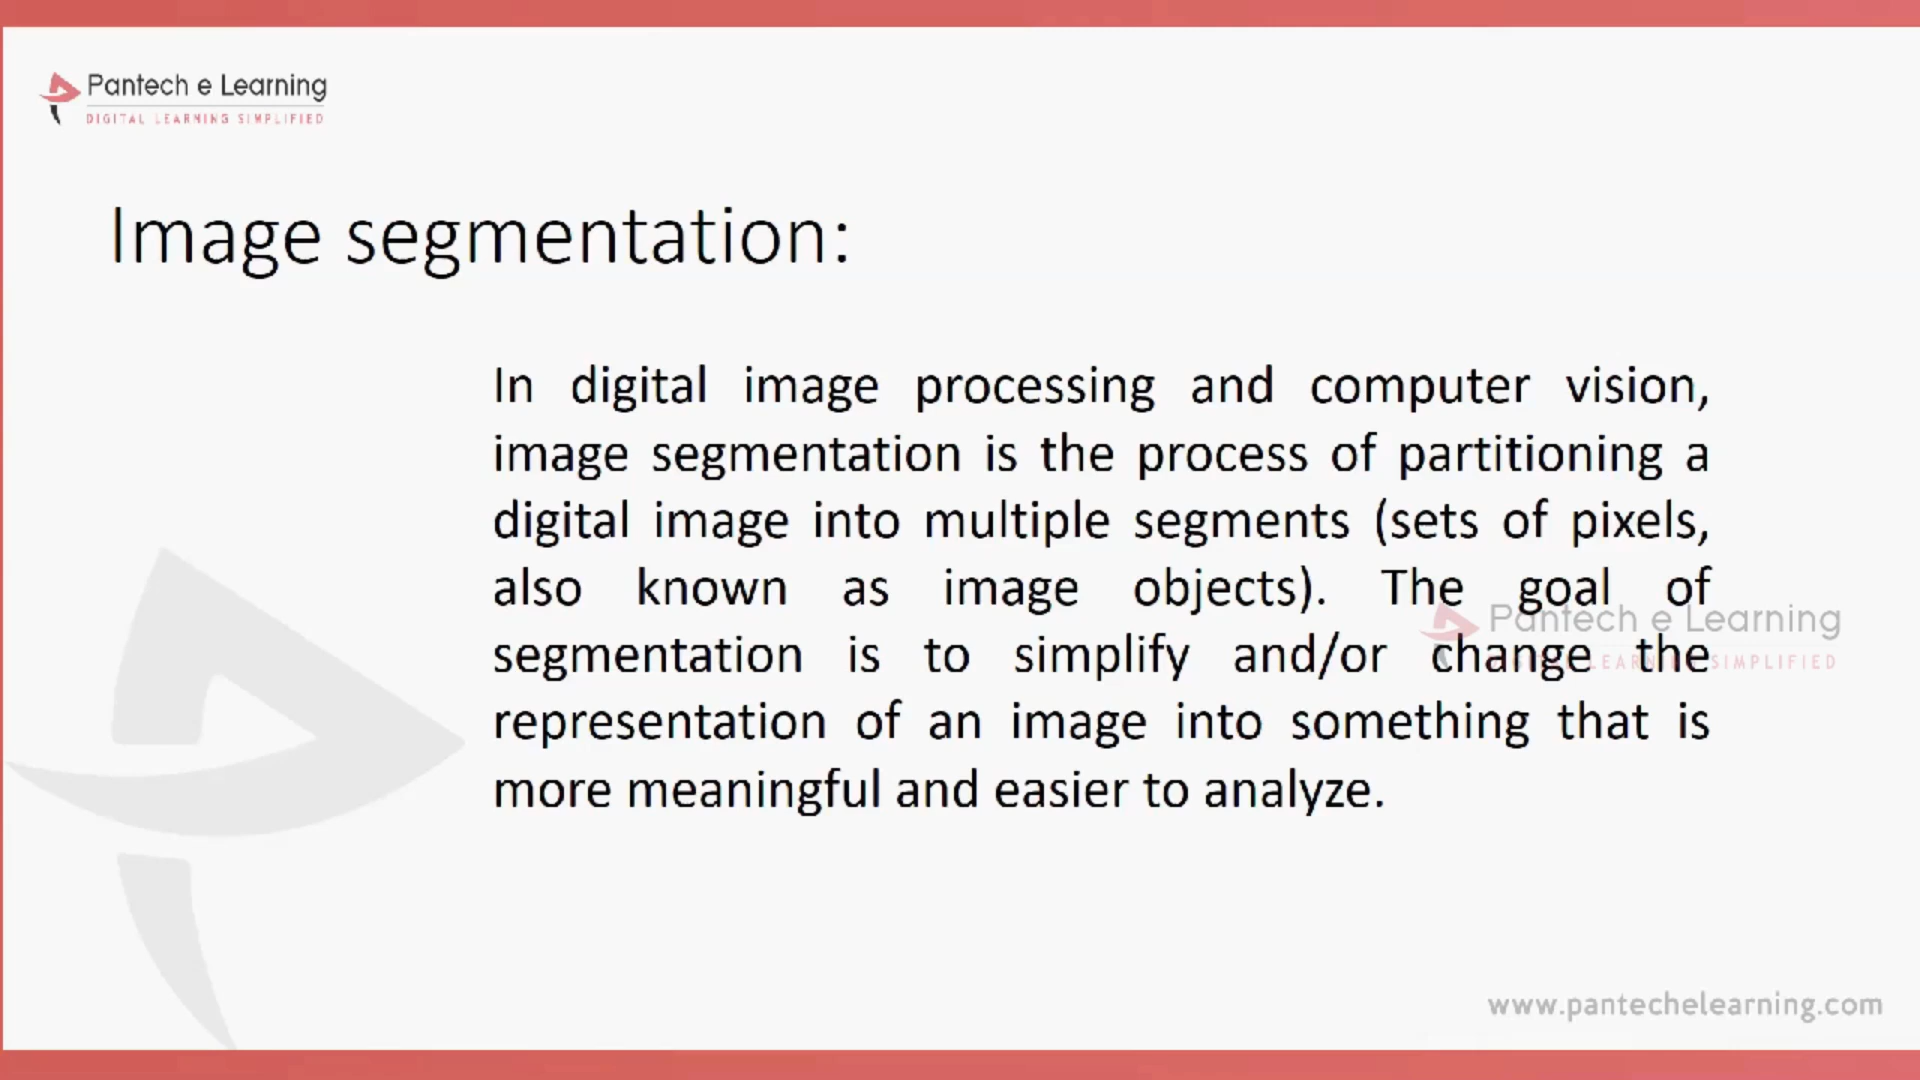 Pantech e Learning
DIGITAL LEARNING SIMPLIFIED
Image segmentation:
In digital image processing and computer vision,
image segmentation is the process of partitioning a
digital image into multiple segments (sets of pixels,
also known as image objects). The goal of
segmentation is to simplify and/or change the
representation of an image into something that is
more meaningful and easier to analyze.
Pantech e Learning
DIGITAL LEARNING SIMPLIFIED
www.pantechelearning.com